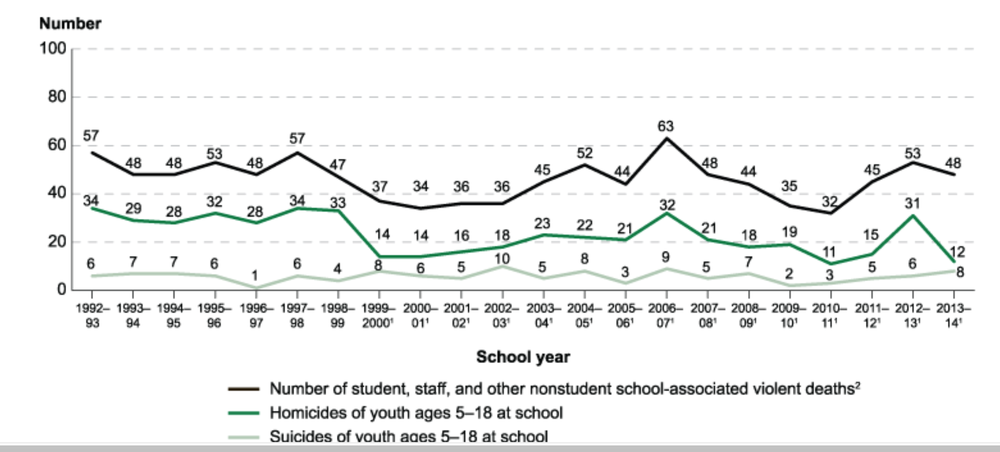 Number
100
80
60
40
20
0
57 48 48 53 48 57 47 37 34 36 36 45 52 44 63 48 44 35 32 45 53 48
34 29 28 32 28 34 33 14 14 16 18 23 22 21 32 21 18 19 11 15 31 12
6 7 7 6 1 6 4 8 6 5 10 5 8 3 9 5 7 2 3 5 6 8
1992– 1993– 1994– 1995– 1996– 1997– 1998– 1999– 2000– 2001– 2002– 2003– 2004– 2005– 2006– 2007– 2008– 2009– 2010– 2011– 2012– 2013–
93 94 95 96 97 98 99 2000¹ 01¹ 02¹ 03¹ 04¹ 05¹ 06¹ 07¹ 08¹ 09¹ 10¹ 11¹ 12¹ 13¹ 14¹
School year
Number of student, staff, and other nonstudent school-associated violent deaths²
Homicides of youth ages 5–18 at school
Suicides of youth ages 5–18 at school